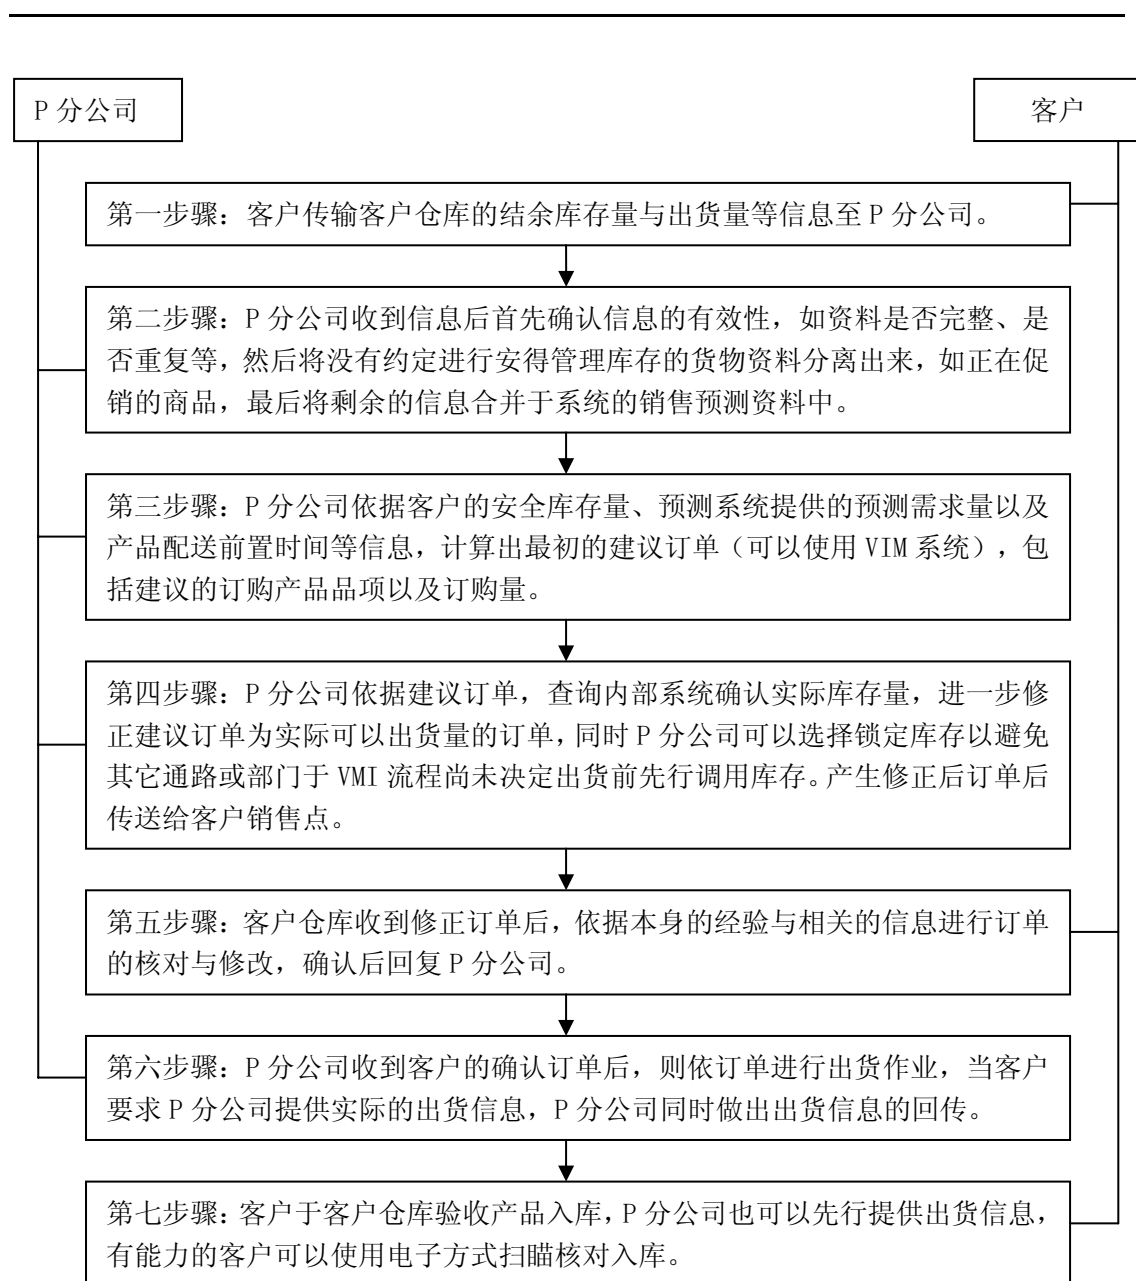 P 分公司
客户
第一步骤：客户传输客户仓库的结余库存量与出货量等信息至 P 分公司。
第二步骤：P 分公司收到信息后首先确认信息的有效性，如资料是否完整、是
否重复等，然后将没有约定进行安得管理库存的货物资料分离出来，如正在促
销的商品，最后将剩余的信息合并于系统的销售预测资料中。
第三步骤：P 分公司依据客户的安全库存量、预测系统提供的预测需求量以及
产品配送前置时间等信息，计算出最初的建议订单（可以使用 VIM 系统），包
括建议的订购产品品项以及订购量。
第四步骤：P 分公司依据建议订单，查询内部系统确认实际库存量，进一步修
正建议订单为实际可以出货量的订单，同时 P 分公司可以选择锁定库存以避免
其它通路或部门于 VMI 流程尚未决定出货前先行调用库存。产生修正后订单后
传送给客户销售点。
第五步骤：客户仓库收到修正订单后，依据本身的经验与相关的信息进行订单
的核对与修改，确认后回复 P 分公司。
第六步骤：P 分公司收到客户的确认订单后，则依订单进行出货作业，当客户
要求 P 分公司提供实际的出货信息，P 分公司同时做出出货信息的回传。
第七步骤：客户于客户仓库验收产品入库，P 分公司也可以先行提供出货信息，
有能力的客户可以使用电子方式扫瞄核对入库。